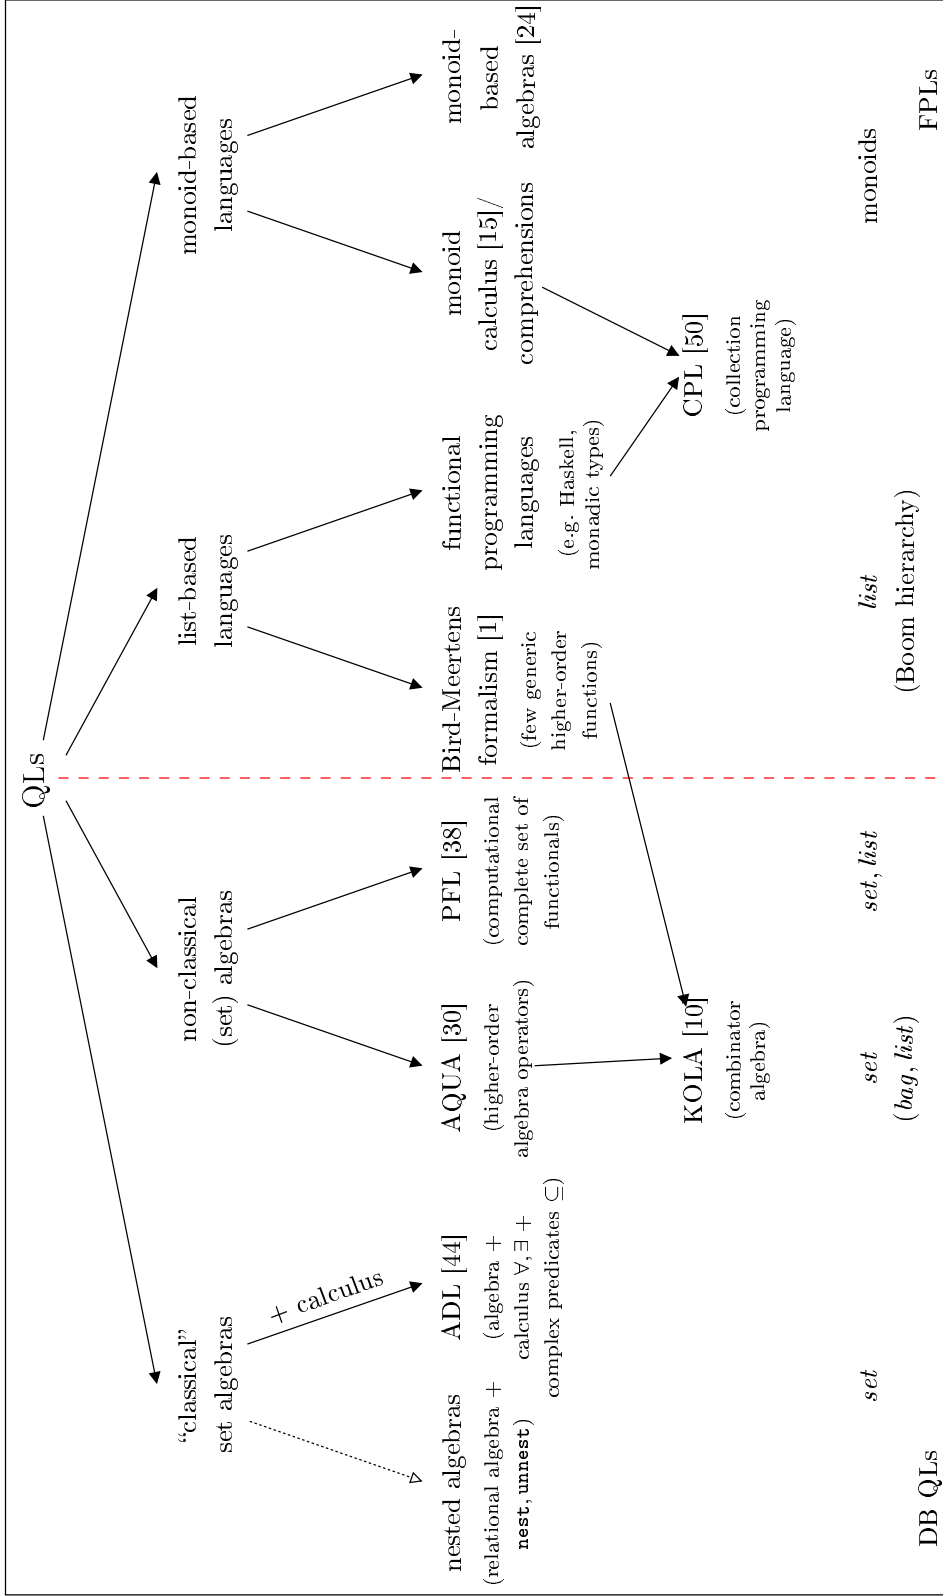 QLs
“classical”
set algebras
non-classical
(set) algebras
list-based
languages
monoid-based
languages
+ calculus
nested algebras
(relational algebra +
nest, unnest)
ADL [44]
(algebra +
calculus ∀, ∃ +
complex predicates ⊆)
AQUA [30]
(higher-order
algebra operators)
PFL [38]
(computational
complete set of
functionals)
Bird-Meertens
formalism [1]
(few generic
higher-order
functions)
functional
programming
languages
(e.g. Haskell,
monadic types)
monoid
calculus [15]/
comprehensions
monoid-
based
algebras [24]
KOLA [10]
(combinator
algebra)
CPL [50]
(collection
programming
language)
set
set
(bag, list)
set, list
list
(Boom hierarchy)
monoids
DB QLs
FPLs